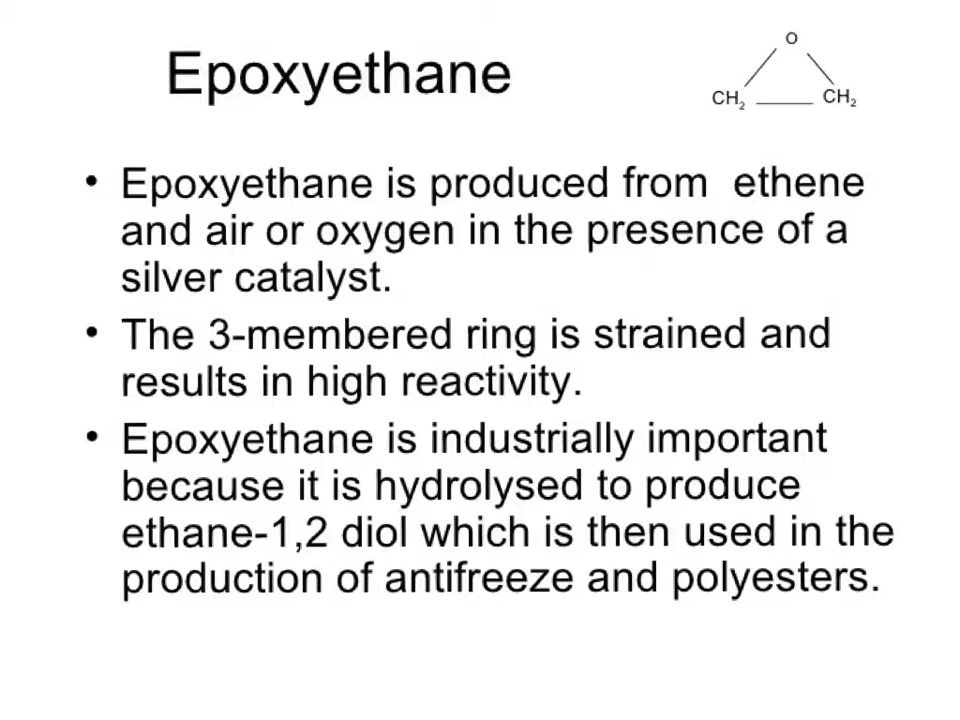 Epoxyethane
O
CH2 CH2
• Epoxyethane is produced from  ethene
and air or oxygen in the presence of a
silver catalyst.
• The 3-membered ring is strained and
results in high reactivity.
• Epoxyethane is industrially important
because it is hydrolysed to produce
ethane-1,2 diol which is then used in the
production of antifreeze and polyesters.